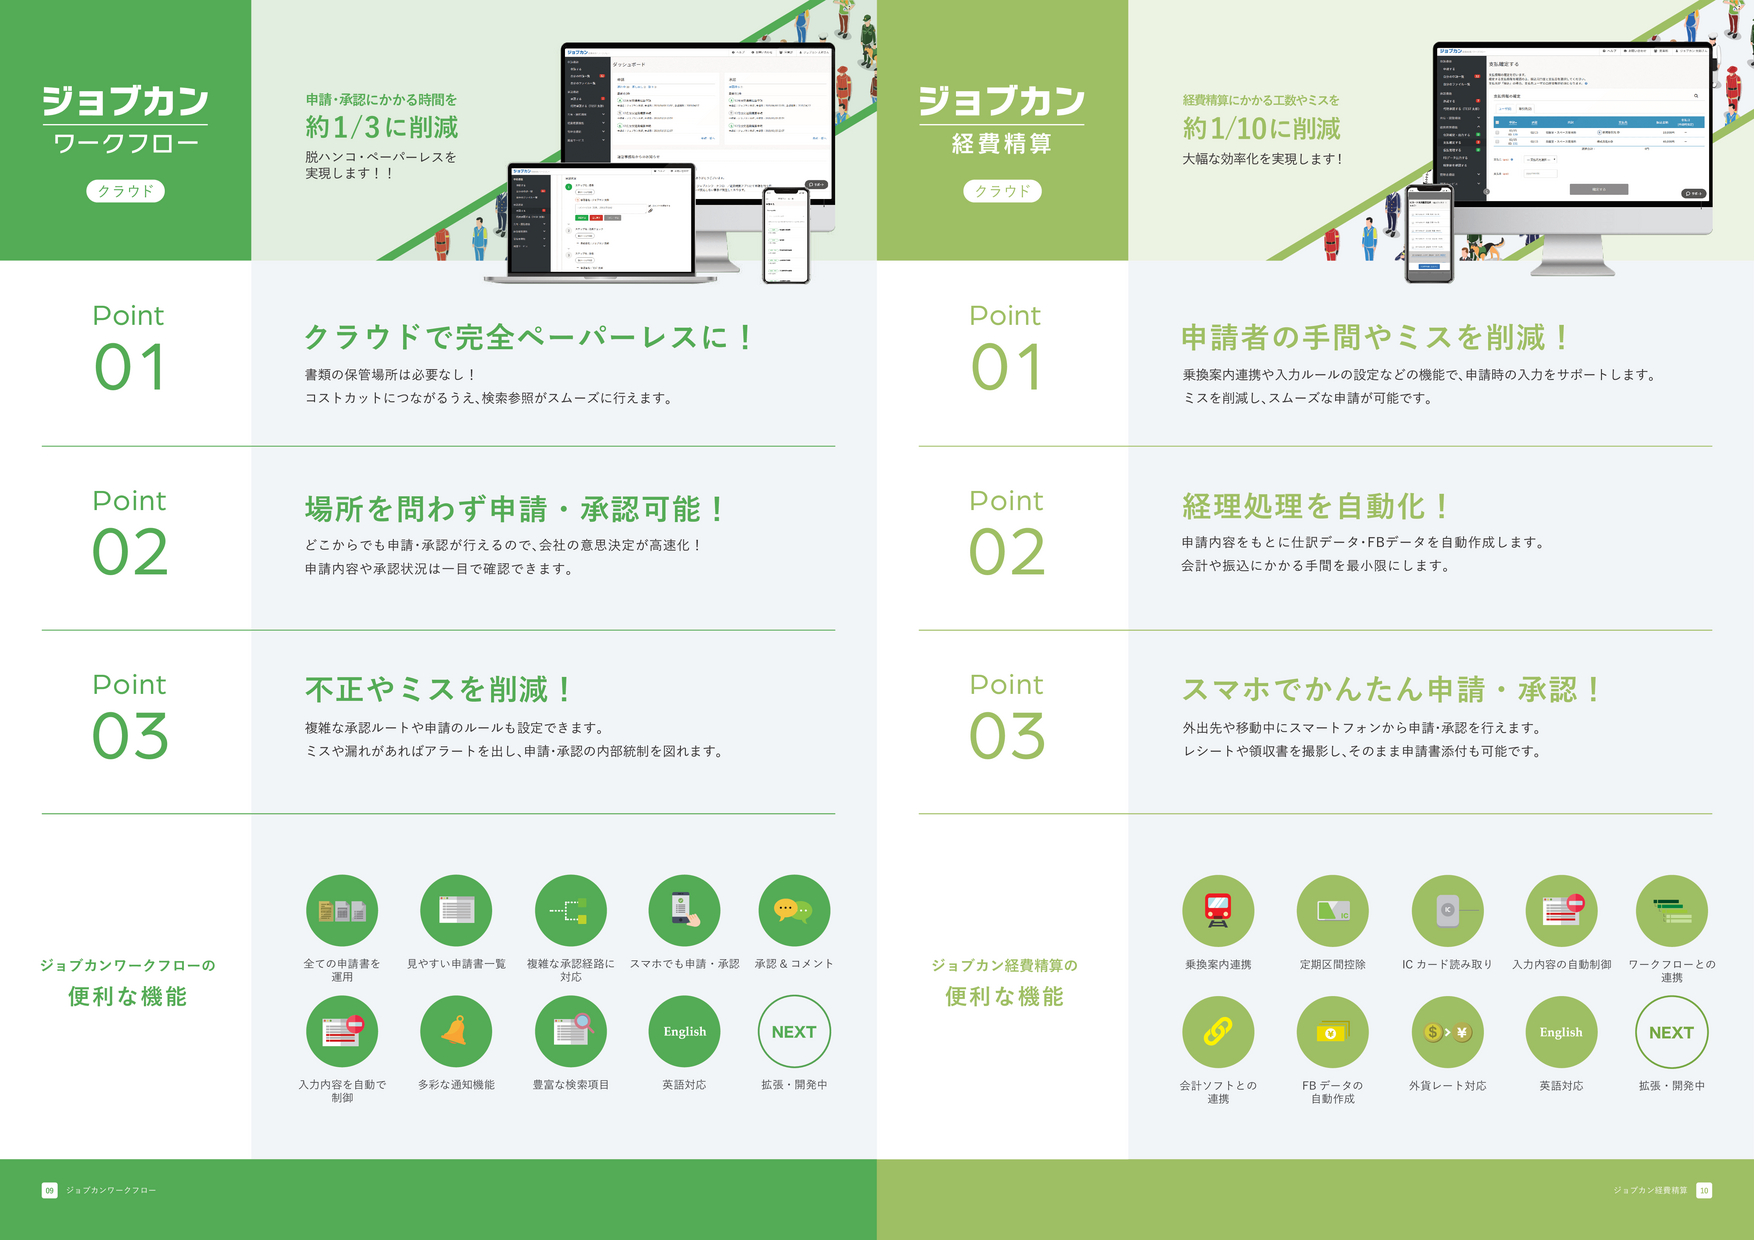 ジョブカン
ワークフロー
クラウド
申請・承認にかかる時間を
約1/3に削減
脱ハンコ・ペーパーレスを
実現します！！
ダッシュボード
Point
01
クラウドで完全ペーパーレスに！
書類の保管場所は必要なし！
コストカットにつながるうえ、検索参照がスムーズに行えます。
Point
02
場所を問わず申請・承認可能！
どこからでも申請・承認が行えるので、会社の意思決定が高速化！
申請内容や承認状況は一目で確認できます。
Point
03
不正やミスを削減！
複雑な承認ルートや申請のルールも設定できます。
ミスや漏れがあればアラートを出し、申請・承認の内部統制を図れます。
ジョブカンワークフローの
便利な機能
全ての申請書を
運用
見やすい申請書一覧
複雑な承認経路に
対応
スマホでも申請・承認
承認 & コメント
English
NEXT
入力内容を自動で
制御
多彩な通知機能
豊富な検索項目
英語対応
拡張・開発中
09 ジョブカンワークフロー
ジョブカン
経費精算
クラウド
経費精算にかかる工数やミスを
約1/10に削減
大幅な効率化を実現します！
ジョブカン
支払確定する
Point
01
申請者の手間やミスを削減！
乗換案内連携や入力ルールの設定などの機能で、申請時の入力をサポートします。
ミスを削減し、スムーズな申請が可能です。
Point
02
経理処理を自動化！
申請内容をもとに仕訳データ・FBデータを自動作成します。
会計や振込にかかる手間を最小限にします。
Point
03
スマホでかんたん申請・承認！
外出先や移動中にスマートフォンから申請・承認を行えます。
レシートや領収書を撮影し、そのまま申請書添付も可能です。
ジョブカン経費精算の
便利な機能
IC
IC
乗換案内連携
定期区間控除
IC カード読み取り
入力内容の自動制御
ワークフローとの
連携
$ > ¥
English
NEXT
会計ソフトとの
連携
FB データの
自動作成
外貨レート対応
英語対応
拡張・開発中
ジョブカン経費精算 10